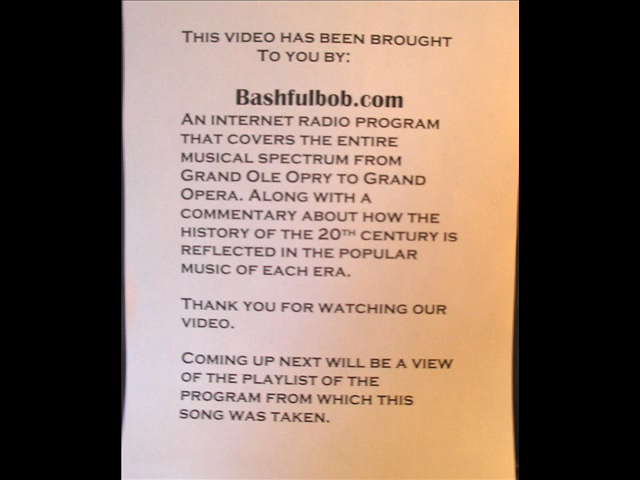 THIS VIDEO HAS BEEN BROUGHT
TO YOU BY:
Bashfulbob.com
AN INTERNET RADIO PROGRAM
THAT COVERS THE ENTIRE
MUSICAL SPECTRUM FROM
GRAND OLE OPRY TO GRAND
OPERA. ALONG WITH A
COMMENTARY ABOUT HOW THE
HISTORY OF THE 20TH CENTURY IS
REFLECTED IN THE POPULAR
MUSIC OF EACH ERA.
THANK YOU FOR WATCHING OUR
VIDEO.
COMING UP NEXT WILL BE A VIEW
OF THE PLAYLIST OF THE
PROGRAM FROM WHICH THIS
SONG WAS TAKEN.